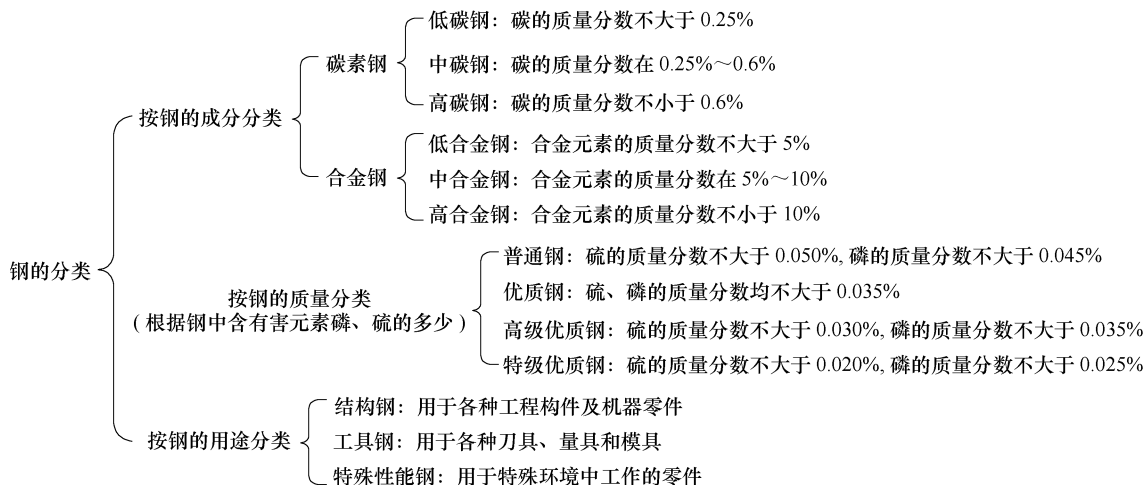 钢的分类
按钢的成分分类
碳素钢
低碳钢：碳的质量分数不大于 0.25%
中碳钢：碳的质量分数在 0.25%～0.6%
高碳钢：碳的质量分数不小于 0.6%
合金钢
低合金钢：合金元素的质量分数不大于 5%
中合金钢：合金元素的质量分数在 5%～10%
高合金钢：合金元素的质量分数不小于 10%
按钢的质量分类
(根据钢中含有害元素磷、硫的多少)
普通钢：硫的质量分数不大于 0.050%, 磷的质量分数不大于 0.045%
优质钢：硫、磷的质量分数均不大于 0.035%
高级优质钢：硫的质量分数不大于 0.030%, 磷的质量分数不大于 0.035%
特级优质钢：硫的质量分数不大于 0.020%, 磷的质量分数不大于 0.025%
按钢的用途分类
结构钢：用于各种工程构件及机器零件
工具钢：用于各种刀具、量具和模具
特殊性能钢：用于特殊环境中工作的零件